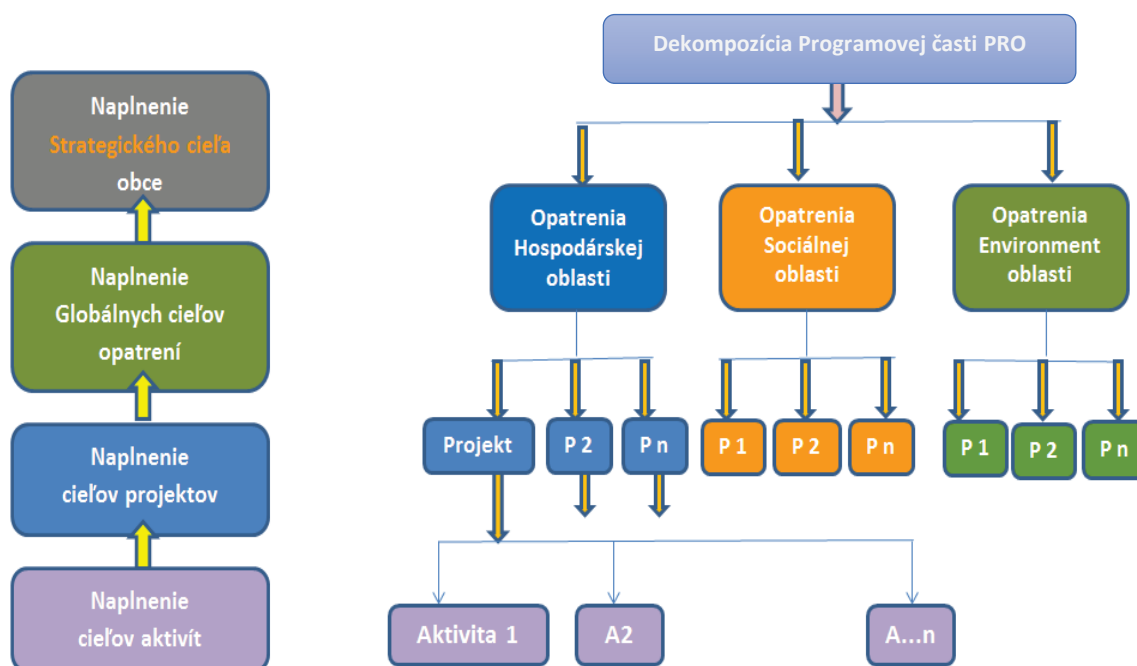 Dekompozícia Programovej časti PRO
Naplnenie
Strategického cieľa
obce
Naplnenie
Globálnych cieľov
opatrení
Naplnenie
cieľov projektov
Naplnenie
cieľov aktivít
Opatrenia
Hospodárskej
oblasti
Opatrenia
Sociálnej
oblasti
Opatrenia
Environment
oblasti
Projekt
P 2
P n
P 1
P 2
P n
P 1
P 2
P n
Aktivita 1
A2
A...n